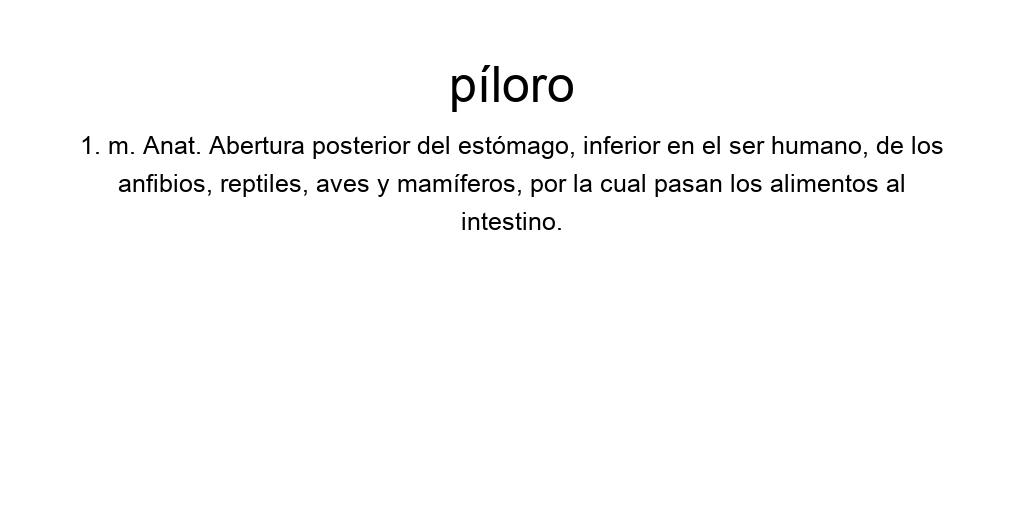 píloro
1. m. Anat. Abertura posterior del estómago, inferior en el ser humano, de los
anfibios, reptiles, aves y mamíferos, por la cual pasan los alimentos al
intestino.